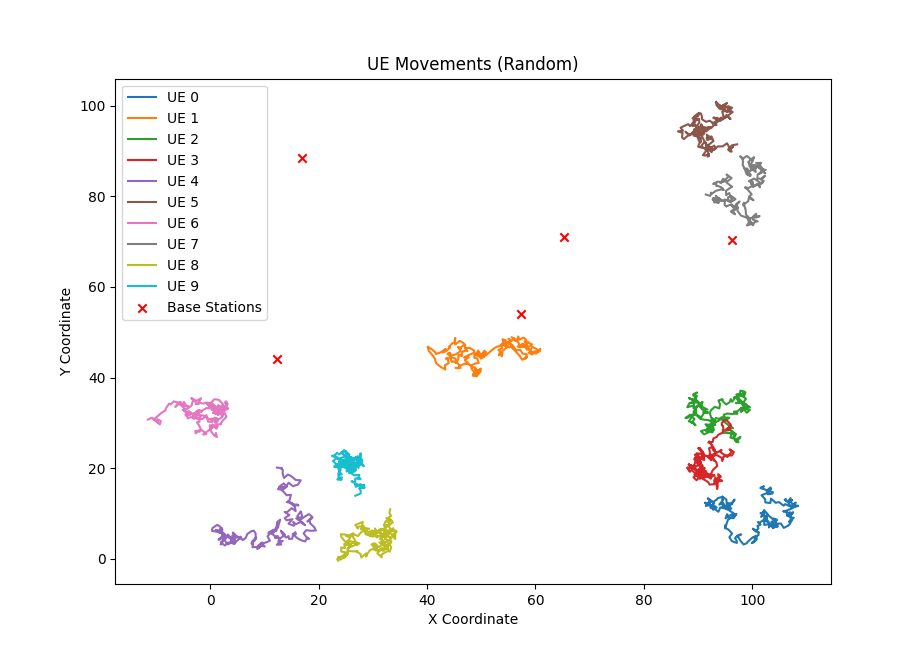 UE Movements (Random)
UE 0
UE 1
UE 2
UE 3
UE 4
UE 5
UE 6
UE 7
UE 8
UE 9
Base Stations
100
80
60
40
20
0
Y Coordinate
0 20 40 60 80 100
X Coordinate